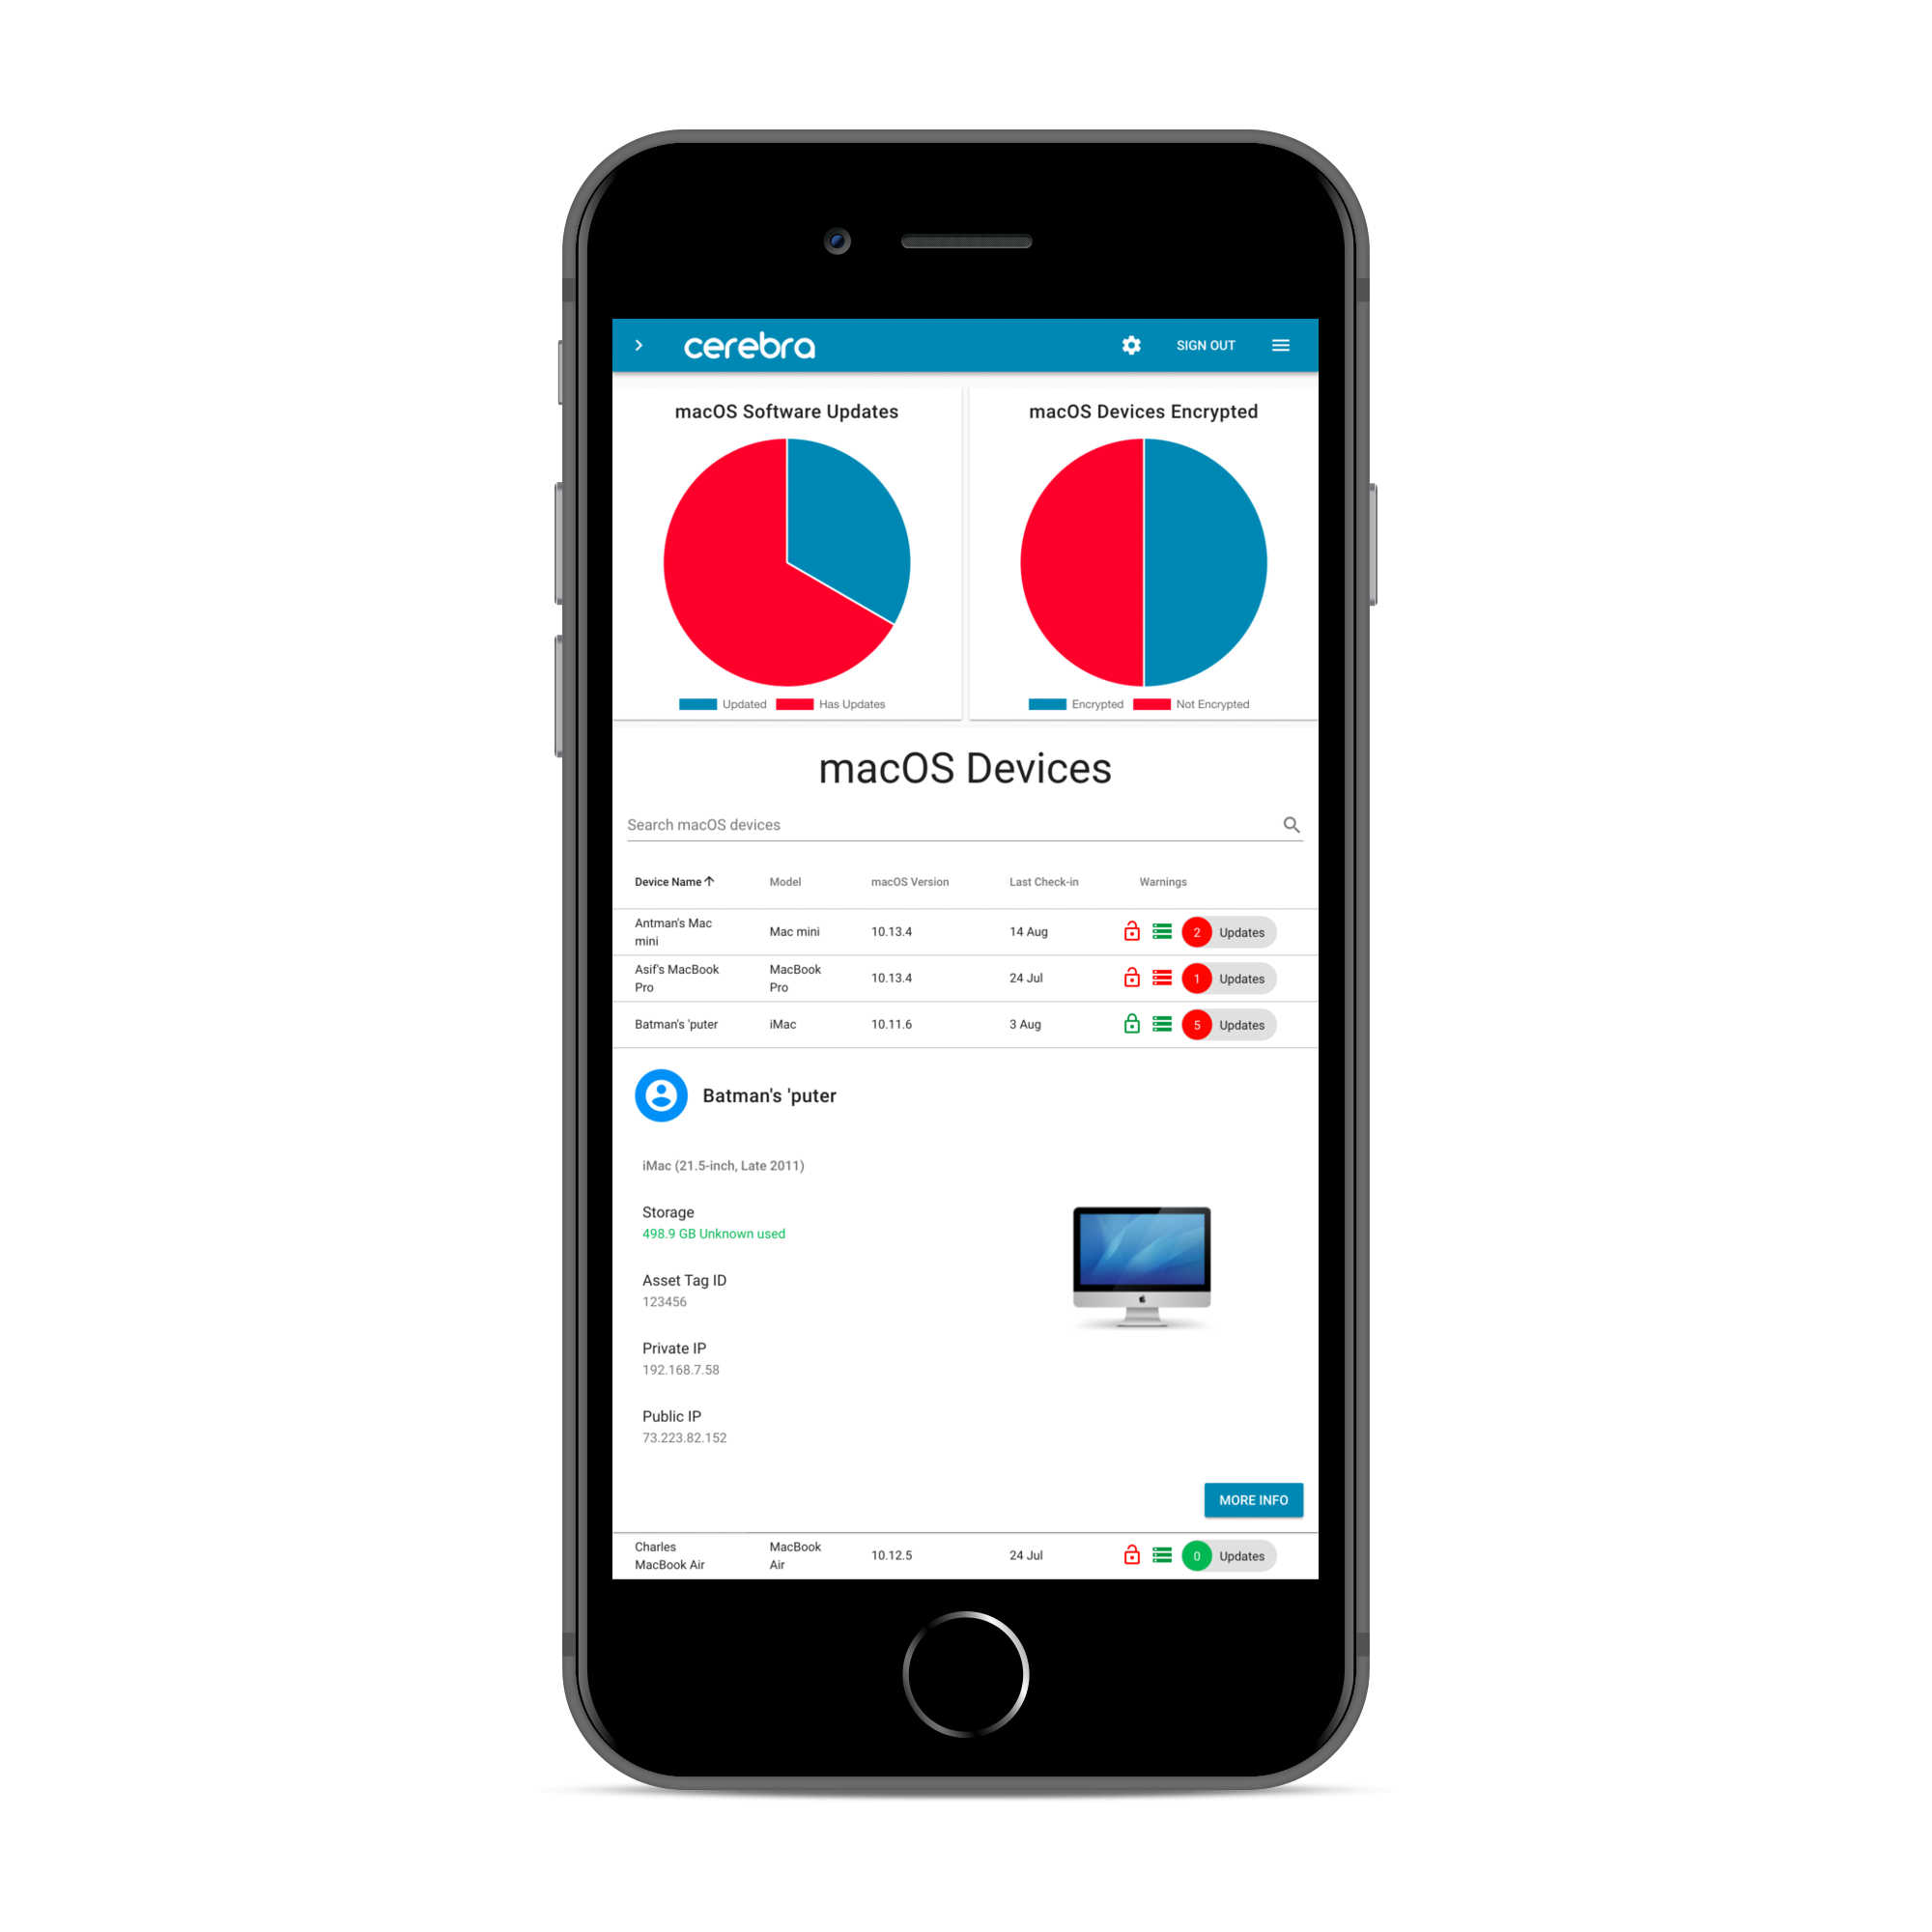 cerebra
SIGN OUT
macOS Software Updates
Updated Has Updates
macOS Devices Encrypted
Encrypted Not Encrypted
macOS Devices
Search macOS devices
Device Name Model macOS Version Last Check-in Warnings
Antman's Mac
mini
Mac mini 10.13.4 14 Aug 2 Updates
Asif's MacBook
Pro
MacBook
Pro
10.13.4 24 Jul 1 Updates
Batman's 'puter iMac 10.11.6 3 Aug 5 Updates
Batman's 'puter
iMac (21.5-inch, Late 2011)
Storage
498.9 GB Unknown used
Asset Tag ID
123456
Private IP
192.168.7.58
Public IP
73.223.82.152
MORE INFO
Charles
MacBook Air
MacBook
Air
10.12.5 24 Jul 0 Updates